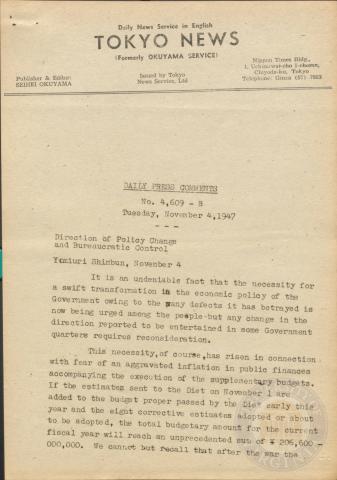 Daily News Service in English
TOKYO NEWS
(Formerly OKUYAMA SERVICE)
Publisher & Editor:
SEIHEI OKUYAMA
Issued by Tokyo
News Service, Ltd
Nippon Times Bldg.,
1, Uchisaiwai-cho 1-chome,
Chiyoda-ku, Tokyo
Telephone: Ginza (57)
DAILY PRESS COMMENTS
No. 4,609 - B
Tuesday, November 4,1947
- - -
Direction of Policy Change
and Bureaucratic Control
Yomiuri Shimbun, November 4
It is an undeniable fact that the necessity for
a swift transformation in the economic policy of the
Government owing to the many defects it has betrayed is
now being urged among the people-but any change in the
direction reported to be entertained in some Government
quarters requires reconsideration.
This necessity, of course, has risen in connection
with fear of an aggravated inflation in public finances
accompanying the execution of the supplementary budgets.
If the estimates sent to the Diet on November 1 are
added to the budget proper passed by the Diet early this
year and the eight corrective estimates adopted or about
to be adopted, the total budgetary amount for the current
fiscal year will reach an unprecedented sum of ¥ 206,600-
000,000. We cannot but recall that after the war the